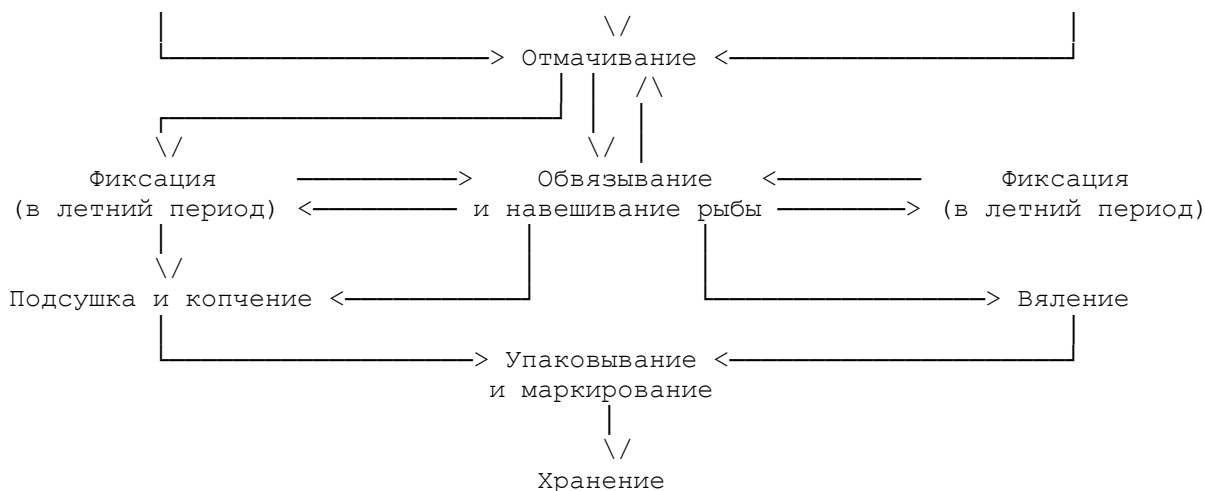 Отмачивание
Фиксация Обвязывание Фиксация
(в летний период) и навешивание рыбы (в летний период)
Подсушка и копчение Вяление
Упаковывание
и маркирование
Хранение